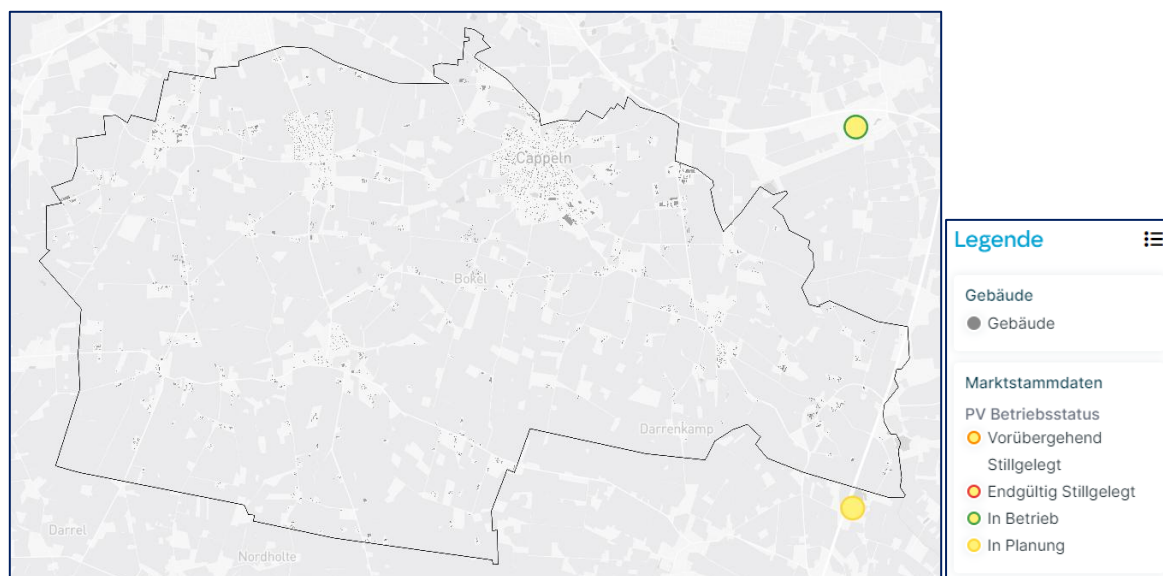 Cappeln
Bokel
Darrenkamp
Darrel
Nordholte
Legende
Gebäude
Gebäude
Marktstammdaten
PV Betriebsstatus
Vorübergehend
Stillgelegt
Endgültig Stillgelegt
In Betrieb
In Planung